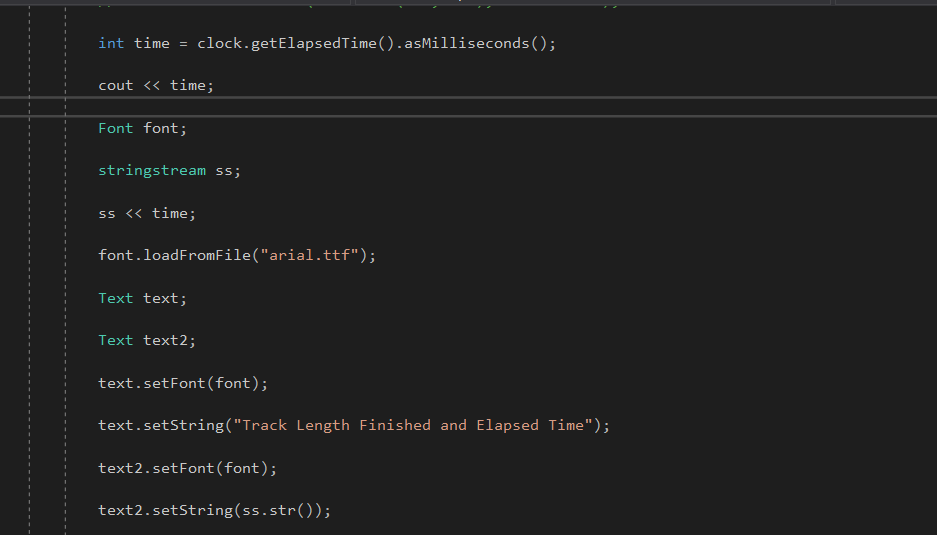 int time = clock.getElapsedTime().asMilliseconds();
cout << time;
Font font;
stringstream ss;
ss << time;
font.loadFromFile("arial.ttf");
Text text;
Text text2;
text.setFont(font);
text.setString("Track Length Finished and Elapsed Time");
text2.setFont(font);
text2.setString(ss.str());